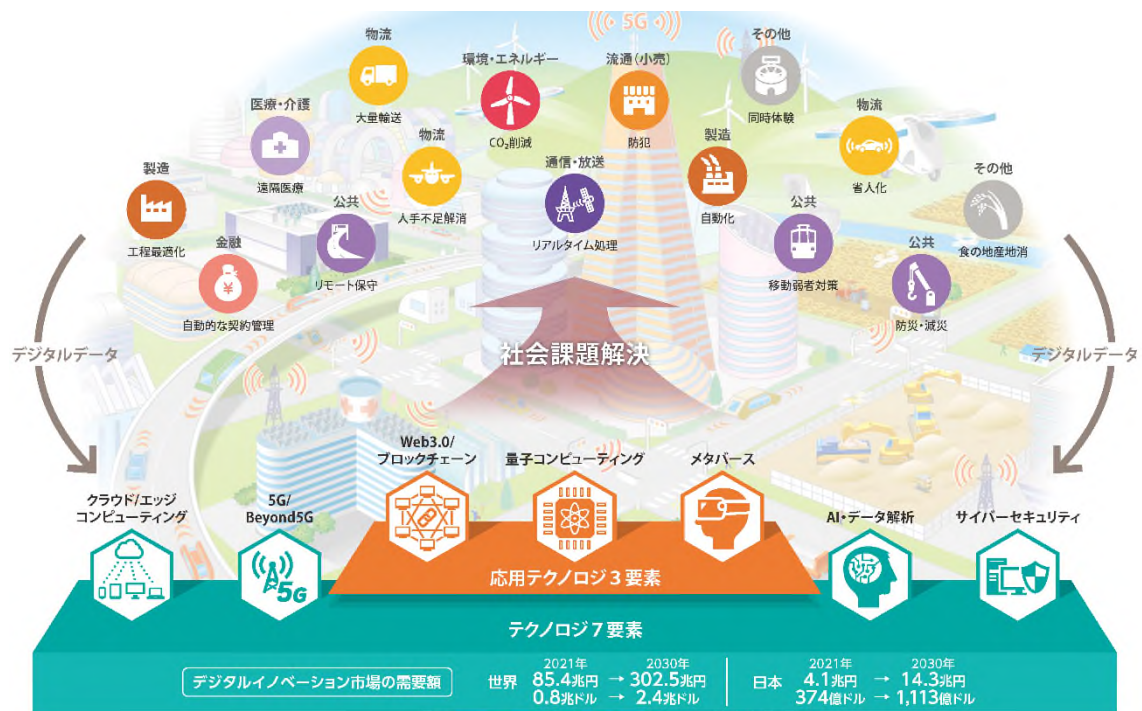 5G
物流
大量輸送
環境・エネルギー
CO₂削減
流通(小売)
防犯
その他
同時体験
医療・介護
遠隔医療
物流
人手不足解消
通信・放送
リアルタイム処理
製造
自動化
物流
省人化
製造
工程最適化
公共
リモート保守
公共
移動弱者対策
その他
食の地産地消
金融
¥
自動的な契約管理
公共
防災・減災
デジタルデータ
デジタルデータ
社会課題解決
Web3.0/
ブロックチェーン
量子コンピューティング
メタバース
クラウド/エッジ
コンピューティング
5G/
Beyond5G
AI・データ解析
サイバーセキュリティ
5G
応用テクノロジ3要素
テクノロジ7要素
デジタルイノベーション市場の需要額
世界
2021年 2030年
85.4兆円 → 302.5兆円
0.8兆ドル → 2.4兆ドル
日本
2021年 2030年
4.1兆円 → 14.3兆円
374億ドル → 1,113億ドル